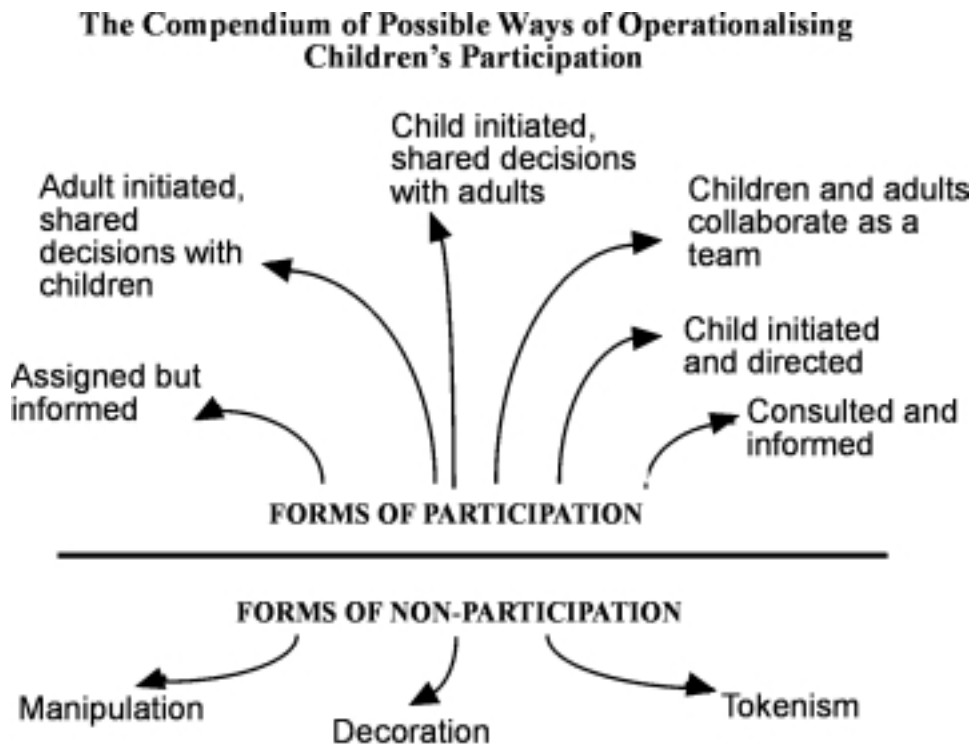 The Compendium of Possible Ways of Operationalising
Children's Participation
Child initiated,
shared decisions
with adults
Adult initiated,
shared
decisions with
children
Children and adults
collaborate as a
team
Child initiated
and directed
Assigned but
informed
Consulted and
informed
FORMS OF PARTICIPATION
FORMS OF NON-PARTICIPATION
Manipulation
Decoration
Tokenism